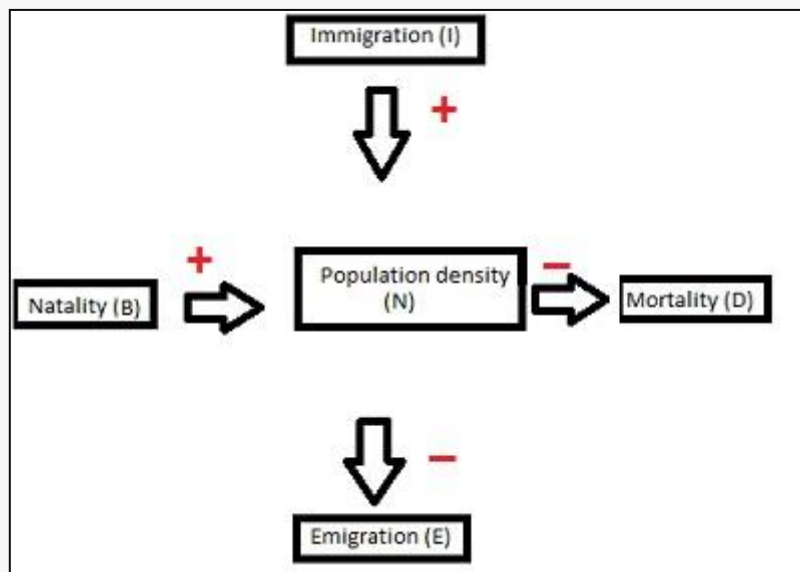 Immigration (I)
+
+
Natality (B)
Population density
(N)
−
Mortality (D)
−
Emigration (E)